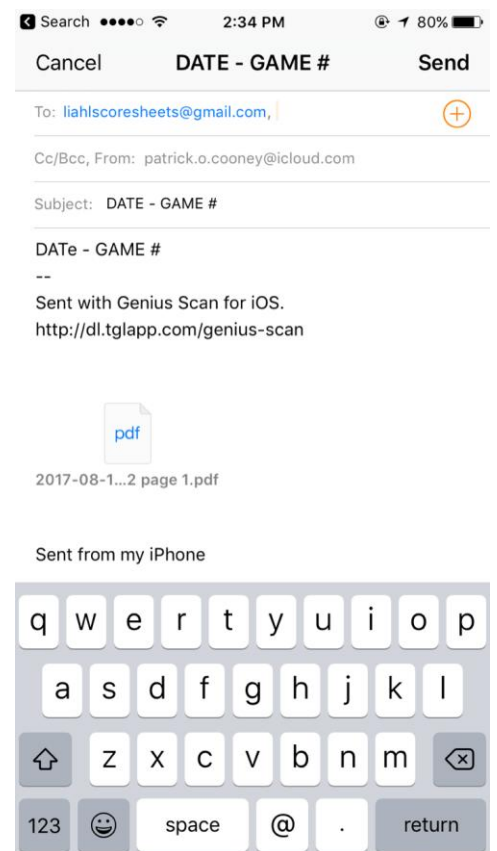 Search 2:34 PM 80%
Cancel DATE - GAME # Send
To: liahlscoresheets@gmail.com,
Cc/Bcc, From: patrick.o.cooney@icloud.com
Subject: DATE - GAME #
DATe - GAME #
--
Sent with Genius Scan for iOS.
http://dl.tglapp.com/genius-scan
pdf
2017-08-1...2 page 1.pdf
Sent from my iPhone
q w e r t y u i o p
a s d f g h j k l
z x c v b n m
123 space @ . return